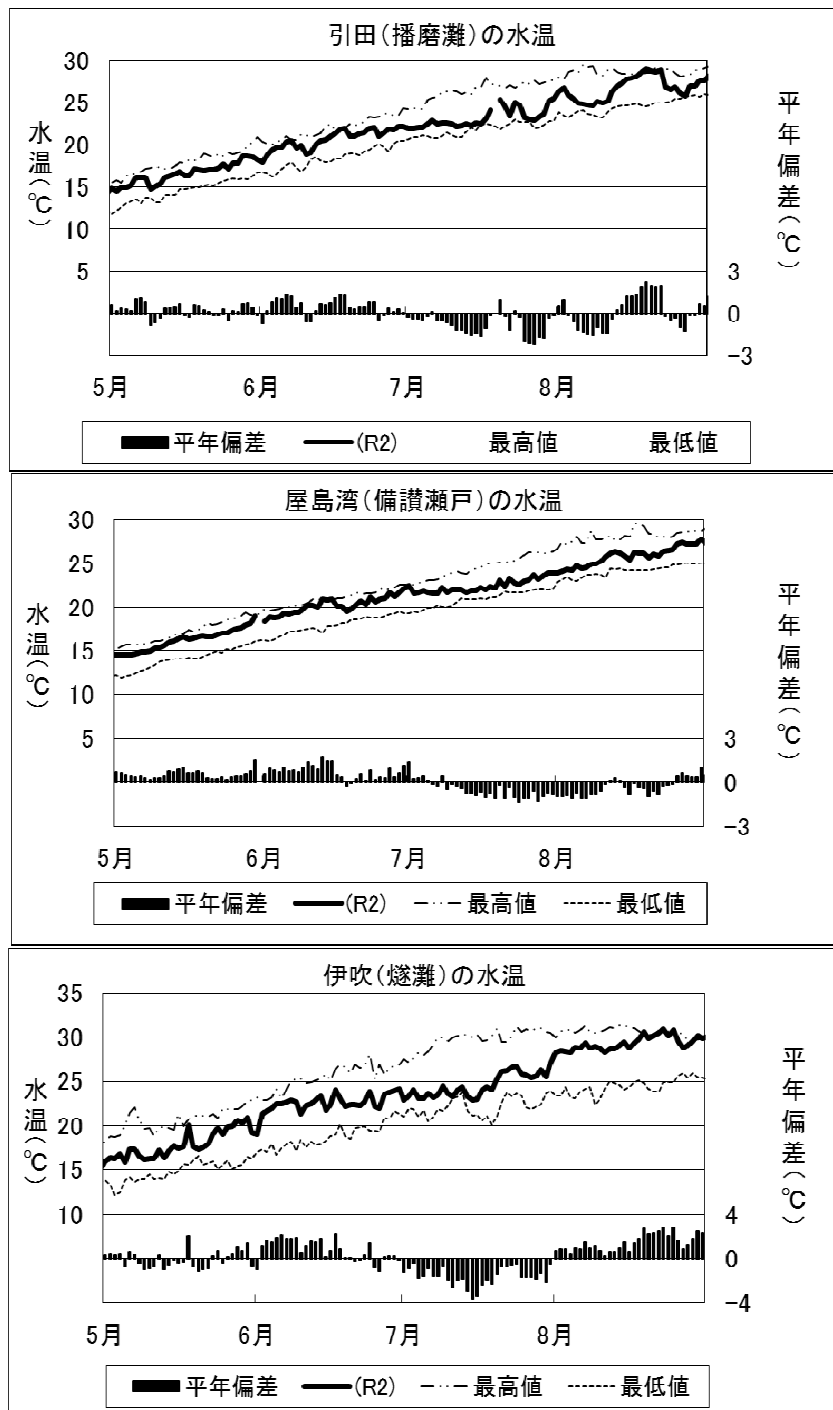 引田(播磨灘)の水温
30
25
20
15
10
5
水温(℃)
平年偏差(℃)
3
0
-3
5月 6月 7月 8月
平年偏差 (R2) 最高値 最低値
屋島湾(備讃瀬戸)の水温
30
25
20
15
10
5
水温(℃)
平年偏差(℃)
3
0
-3
5月 6月 7月 8月
平年偏差 (R2) 最高値 最低値
伊吹(燧灘)の水温
35
30
25
20
15
10
水温(℃)
平年偏差(℃)
4
0
-4
5月 6月 7月 8月
平年偏差 (R2) 最高値 最低値